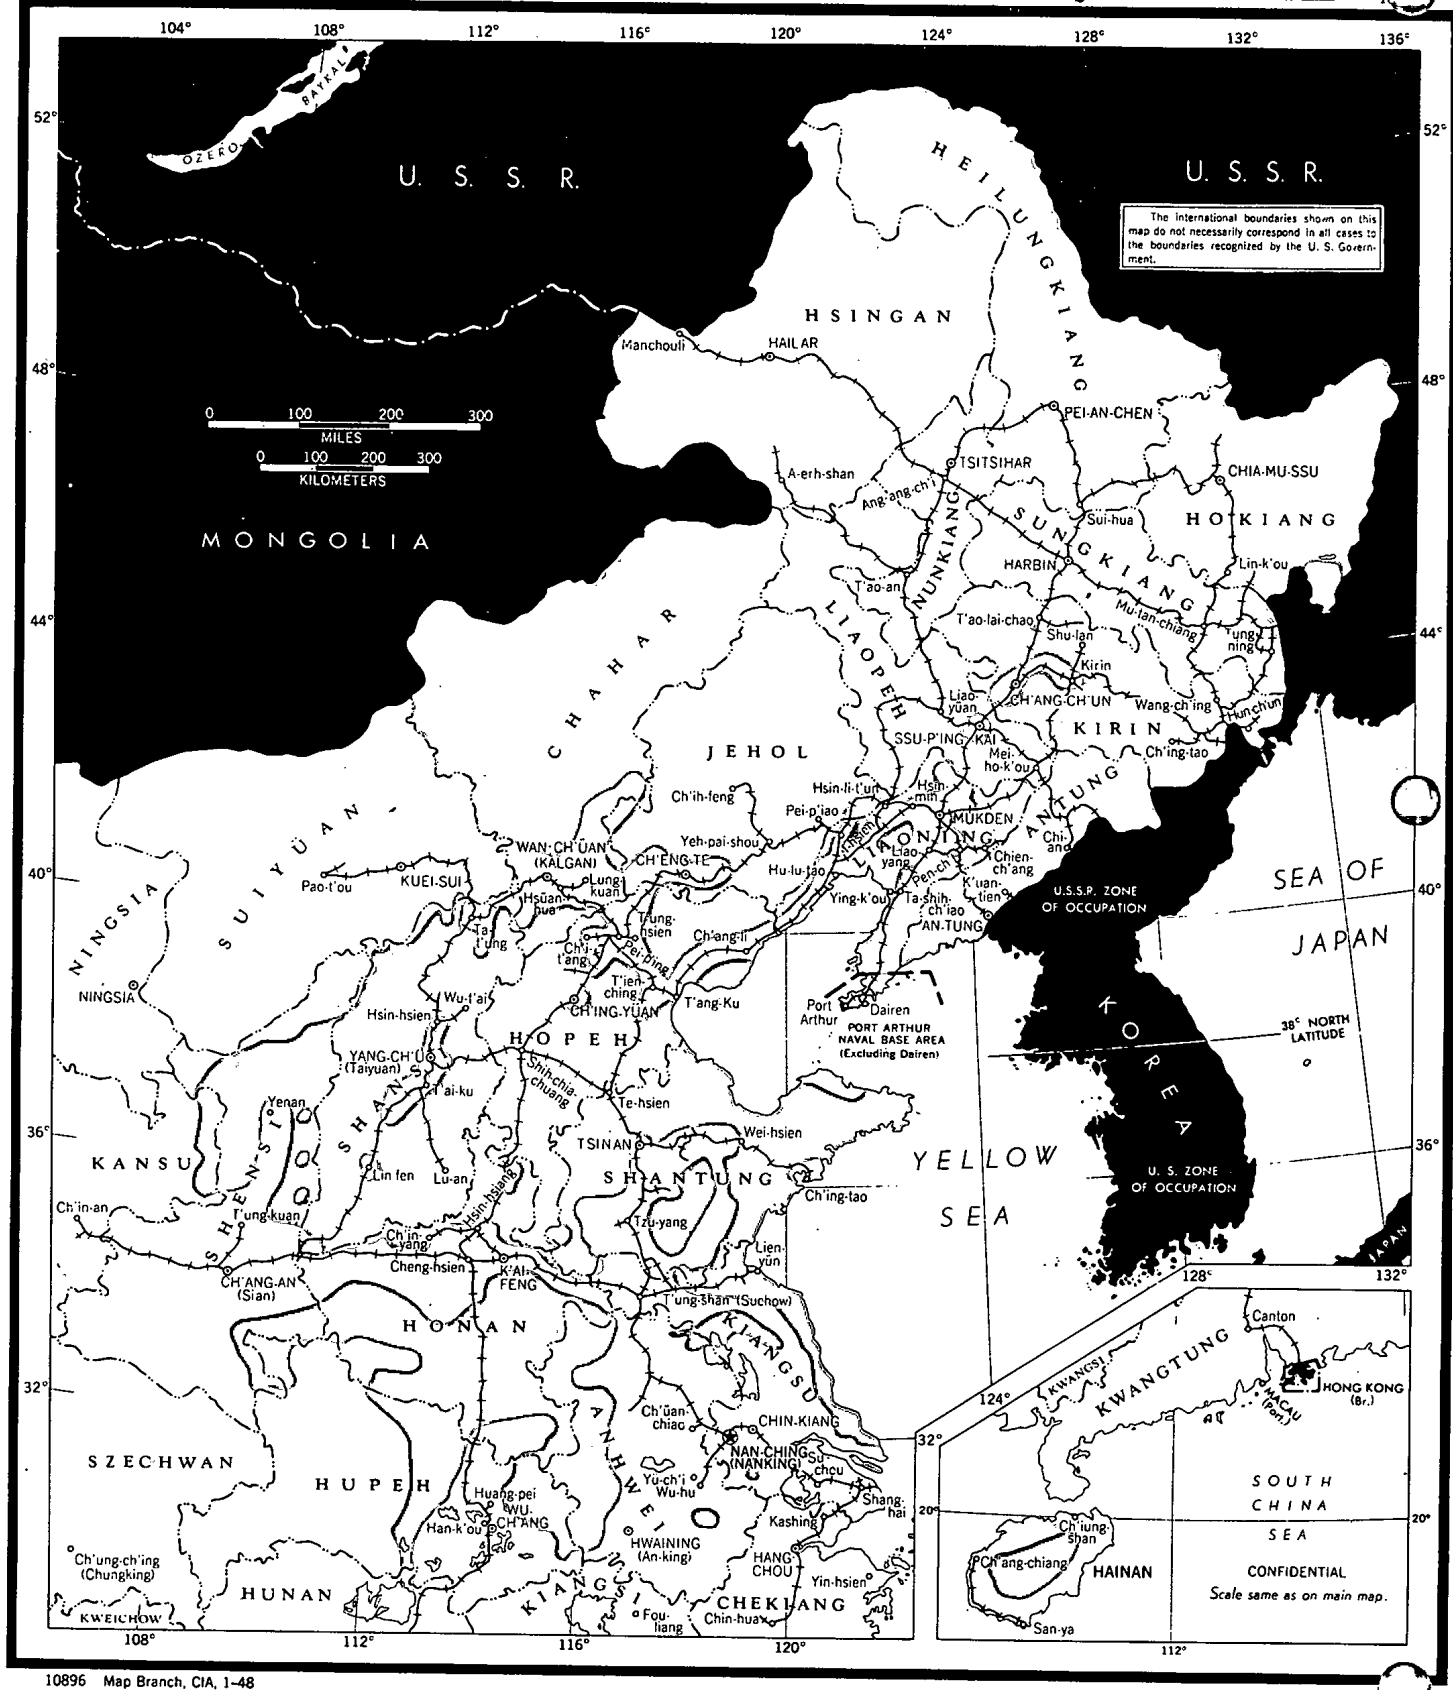 104°
108°
112°
116°
120°
124°
128°
132°
136°
52°
52°
OZERO
BAYKAL
U. S. S. R.
U. S. S. R.
The international boundaries shown on this
map do not necessarily correspond in all cases to
the boundaries recognized by the U. S. Govern-
ment.
HEILUNGKIANG
HSINGAN
Manchouli
HAILAR
48°
48°
0 100 200 300
MILES
0 100 200 300
KILOMETERS
PEI-AN-CHEN
TSITSIHAR
A-erh-shan
Ang-ang-ch'i
CHIA-MU-SSU
Sui-hua
HOKIANG
SUNGKIANG
NUNKIANG
HARBIN
Lin-k'ou
MONGOLIA
T'ao-an
T'ao-lai-chao
Mu-tan-chiang
Shu-lan
Tung-
ning
44°
44°
CHAHAR
LIAOPEH
Kirin
Liao-
yüan
CH'ANG-CH'UN
Wang-ch'ing
Hun-ch'un
KIRIN
SSU-P'ING-KAI
Mei-
ho-k'ou
Ch'ing-tao
JEHOL
Ch'ih-feng
Hsin-li-t'un
Hsin-
min
ANTUNG
Pei-p'iao
MUKDEN
I-hsien
LIAONING
Yeh-pai-shou
Liao-
yang
Pen-ch'i
Chien-
ch'ang
Chi-
an
SUIYÜAN
WAN-CH'ÜAN
(KALGAN)
CH'ENG-TE
Hu-lu-tao
Lung-
kuan
Pao-t'ou
KUEI-SUI
40°
40°
Hsüan-
hua
Ying-k'ou
Ta-shih-
ch'iao
K'uan-
tien
AN-TUNG
U.S.S.R. ZONE
OF OCCUPATION
SEA OF
JAPAN
NINGSIA
NINGSIA
Ta-
t'ung
T'ung-
hsien
Pei-p'ing
Ch'ang-li
T'ien-
ching
T'ang-Ku
CH'ING-YÜAN
Wu-t'ai
Hsin-hsien
Port
Arthur
Dairen
PORT ARTHUR
NAVAL BASE AREA
(Excluding Dairen)
KOREA
38° NORTH
LATITUDE
HOPEH
YANG-CH'Ü
(Taiyuan)
Shih-chia-
chuang
T'ai-ku
Te-hsien
Yenan
SHENSI
36°
36°
TSINAN
Wei-hsien
KANSU
SHANTUNG
Lin fen
Lu-an
Ch'ing-tao
YELLOW
SEA
U. S. ZONE
OF OCCUPATION
Ch'in-an
T'ung-kuan
Hsin-hsiang
Tzu-yang
Ch'in-
yang
Cheng-hsien
K'AI-
FENG
Lien-
yün
CH'ANG-AN
(Sian)
T'ung-shan (Suchow)
JAPAN
128°
132°
HONAN
KIANGSU
32°
32°
124°
Ch'üan-
chiao
CHIN-KIANG
NAN-CHING
(NANKING)
Su-
chou
ANHWEI
Yü-ch'i
Wu-hu
SZECHWAN
HUPEH
Huang-pei
WU-
CH'ANG
Han-k'ou
Shang-
hai
Kashing
HWAINING
(An-king)
HANG-
CHOU
Yin-hsien
Ch'ung-ch'ing
(Chungking)
HUNAN
KIANGSI
CHEKIANG
KWEICHOW
Fou-
liang
Chin-hua
108°
112°
116°
120°
Canton
KWANGSI
KWANGTUNG
MACAU
(Port.)
HONG KONG
(Br.)
SOUTH
CHINA
SEA
20°
20°
Ch'iung-
shan
Ch'ang-chiang
HAINAN
CONFIDENTIAL
Scale same as on main map.
San-ya
112°
10896 Map Branch, CIA, 1-48